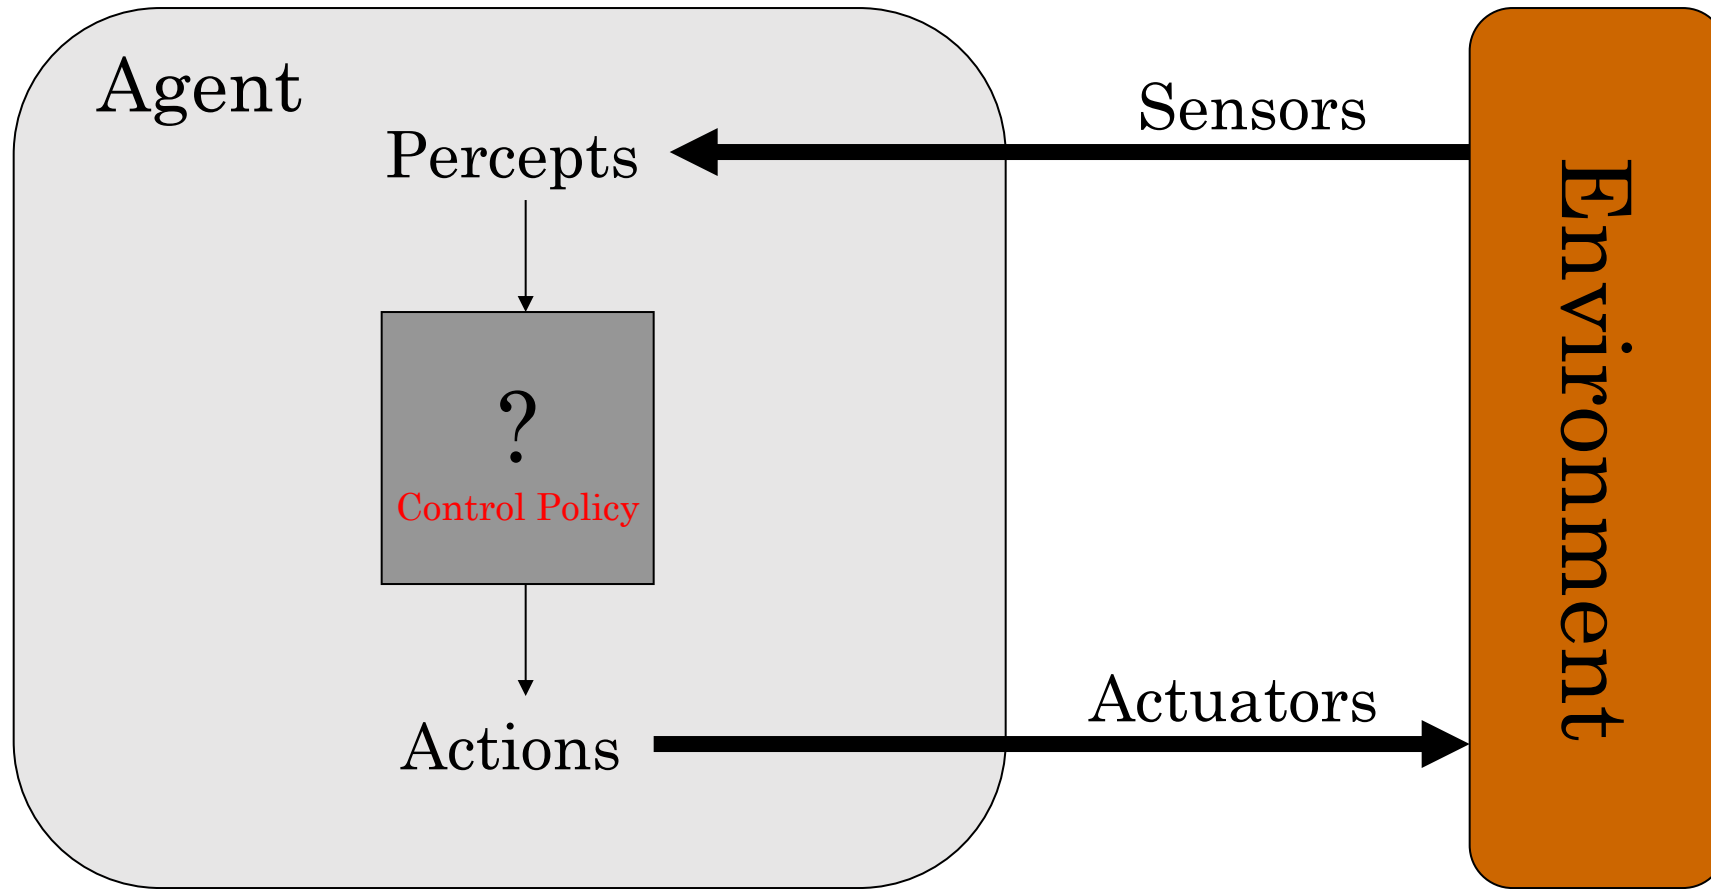 Agent
Percepts
Sensors
Environment
?
Control Policy
Actuators
Actions